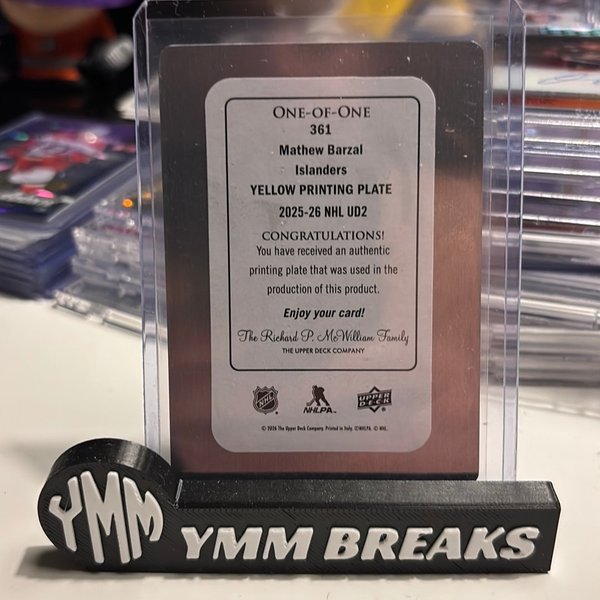 ONE-OF-ONE
361
Mathew Barzal
Islanders
YELLOW PRINTING PLATE
2025-26 NHL UD2
CONGRATULATIONS!
You have received an authentic
printing plate that was used in the
production of this product.
Enjoy your card!
The Richard P. McWilliam Family
THE UPPER DECK COMPANY
NHL
NHLPA
UPPER DECK
© 2026 The Upper Deck Company. Printed in Italy. ©NHLPA. © NHL.
YMM
YMM BREAKS